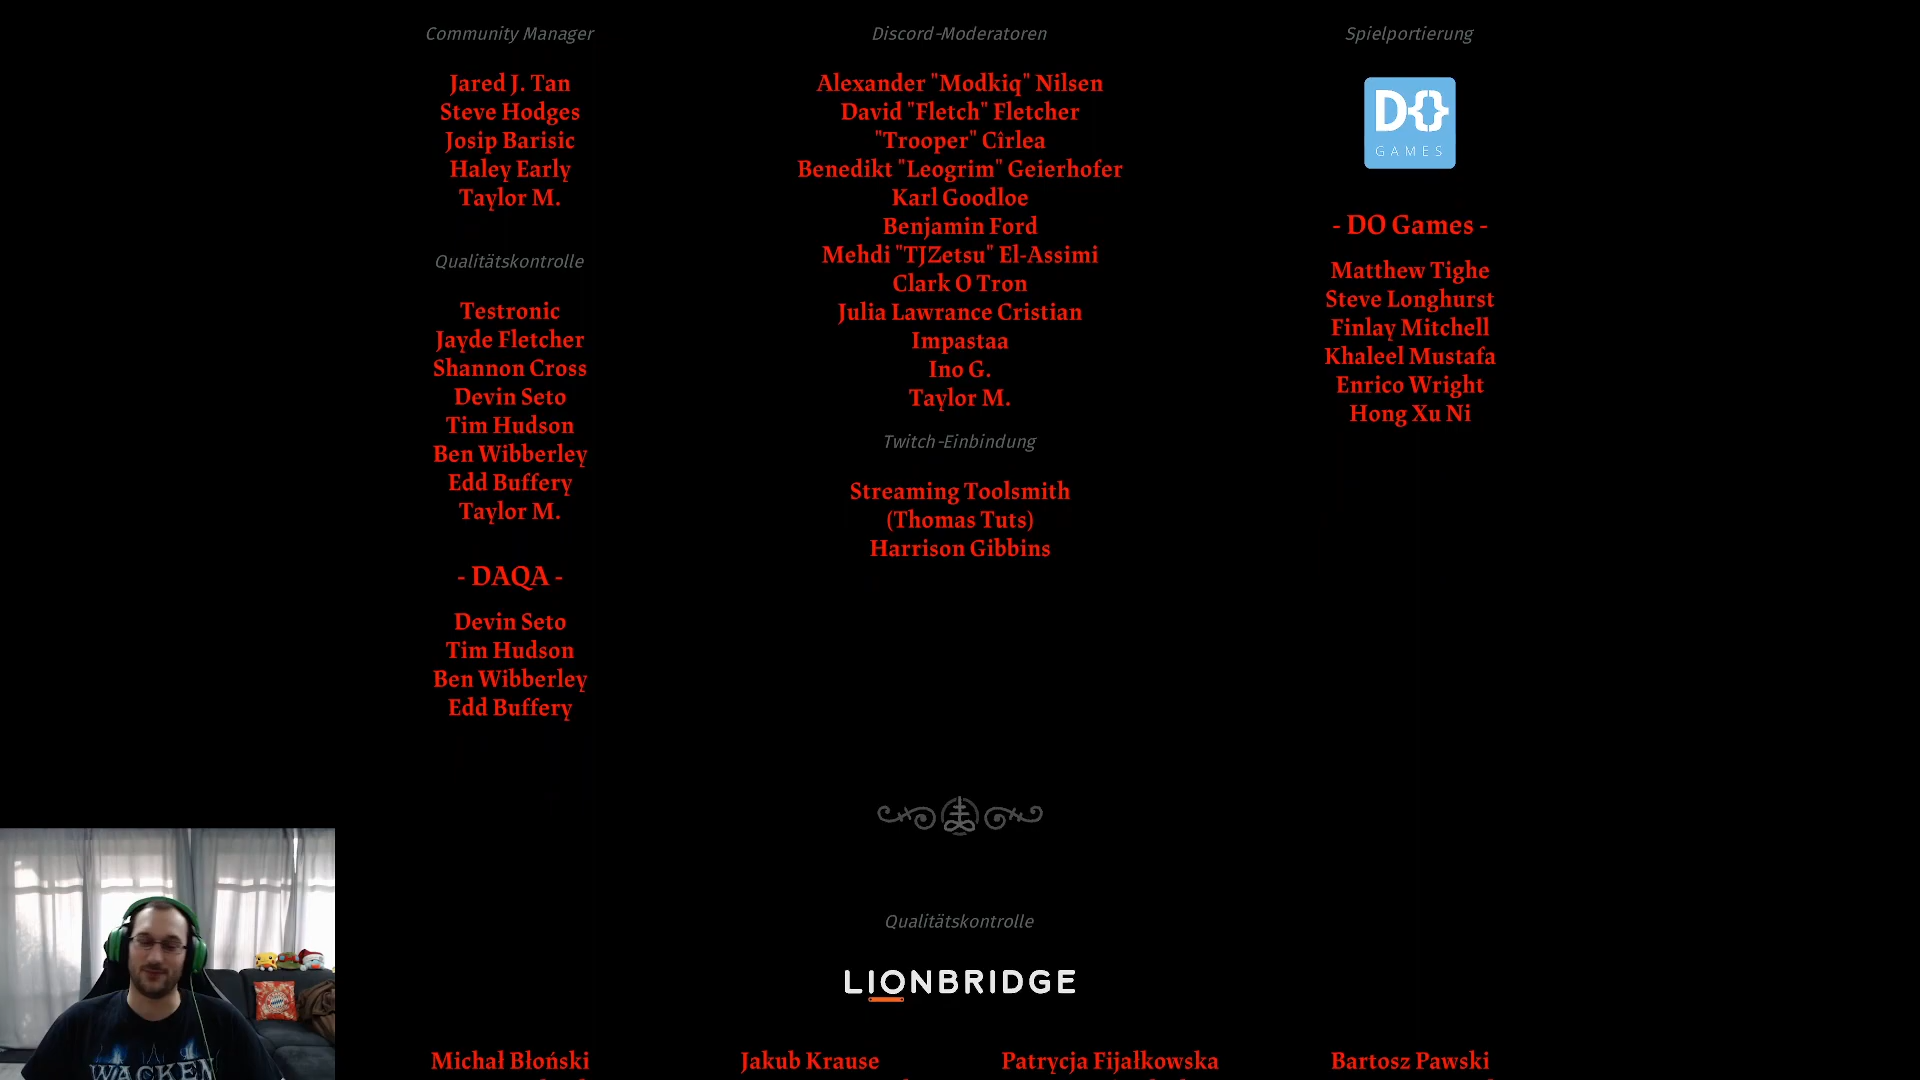 Community Manager
Jared J. Tan
Steve Hodges
Josip Barisic
Haley Early
Taylor M.
Qualitätskontrolle
Testronic
Jayde Fletcher
Shannon Cross
Devin Seto
Tim Hudson
Ben Wibberley
Edd Buffery
Taylor M.
- DAQA -
Devin Seto
Tim Hudson
Ben Wibberley
Edd Buffery
Discord-Moderatoren
Alexander "Modkiq" Nilsen
David "Fletch" Fletcher
"Trooper" Cîrlea
Benedikt "Leogrim" Geierhofer
Karl Goodloe
Benjamin Ford
Mehdi "TJZetsu" El-Assimi
Clark O Tron
Julia Lawrance Cristian
Impastaa
Ino G.
Taylor M.
Twitch-Einbindung
Streaming Toolsmith
(Thomas Tuts)
Harrison Gibbins
Spielportierung
D{}
GAMES
- DO Games -
Matthew Tighe
Steve Longhurst
Finlay Mitchell
Khaleel Mustafa
Enrico Wright
Hong Xu Ni
Qualitätskontrolle
LIONBRIDGE
Michał Błoński
Jakub Krause
Patrycja Fijałkowska
Bartosz Pawski
WACKEN